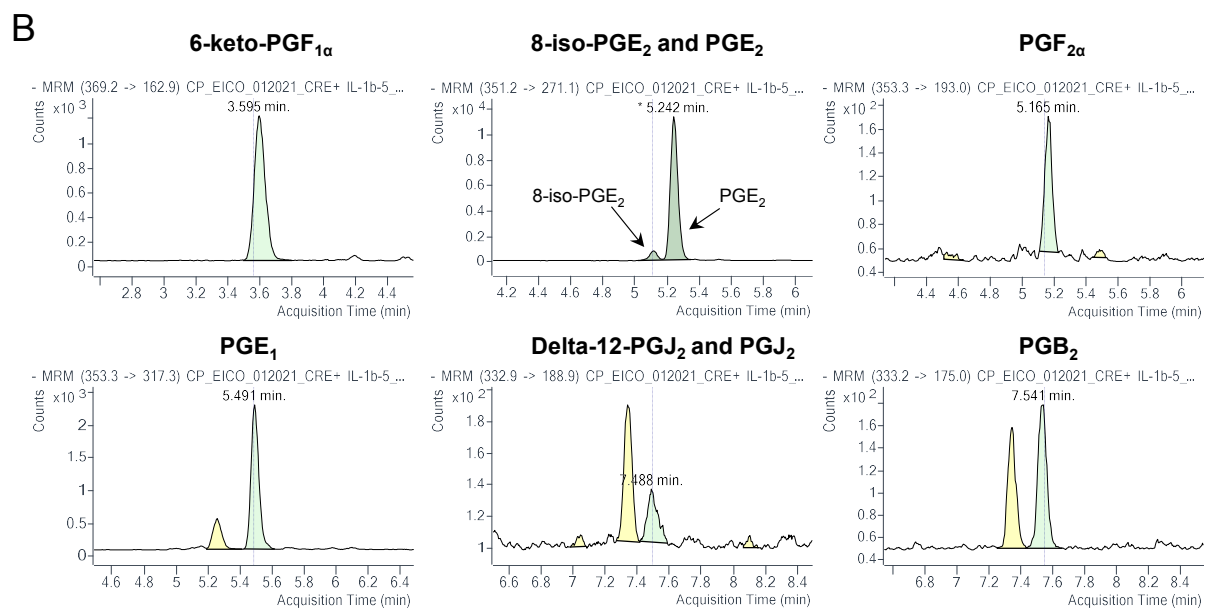 B
6-keto-PGF1α
- MRM (369.2 -> 162.9) CP_EICO_012021_CRE+ IL-1b-5_...
Counts
x10 3
3.595 min.
1
0.8
0.6
0.4
0.2
0
2.8 3 3.2 3.4 3.6 3.8 4 4.2 4.4
Acquisition Time (min)
8-iso-PGE2 and PGE2
- MRM (351.2 -> 271.1) CP_EICO_012021_CRE+ IL-1b-5_...
Counts
x10 4
* 5.242 min.
1
0.8
0.6
0.4
0.2
0
8-iso-PGE2
PGE2
4.2 4.4 4.6 4.8 5 5.2 5.4 5.6 5.8 6
Acquisition Time (min)
PGF2α
- MRM (353.3 -> 193.0) CP_EICO_012021_CRE+ IL-1b-5_...
Counts
x10 2
5.165 min.
1.6
1.4
1.2
1
0.8
0.6
0.4
4.4 4.6 4.8 5 5.2 5.4 5.6 5.8 6
Acquisition Time (min)
PGE1
- MRM (353.3 -> 317.3) CP_EICO_012021_CRE+ IL-1b-5_...
Counts
x10 3
5.491 min.
2
1.5
1
0.5
0
4.6 4.8 5 5.2 5.4 5.6 5.8 6 6.2 6.4
Acquisition Time (min)
Delta-12-PGJ2 and PGJ2
- MRM (332.9 -> 188.9) CP_EICO_012021_CRE+ IL-1b-5_...
Counts
x10 2
2
1.8
1.6
1.4
1.2
1
7.488 min.
6.6 6.8 7 7.2 7.4 7.6 7.8 8 8.2 8.4
Acquisition Time (min)
PGB2
- MRM (333.2 -> 175.0) CP_EICO_012021_CRE+ IL-1b-5_...
Counts
x10 2
7.541 min.
1.6
1.4
1.2
1
0.8
0.6
0.4
6.8 7 7.2 7.4 7.6 7.8 8 8.2 8.4
Acquisition Time (min)